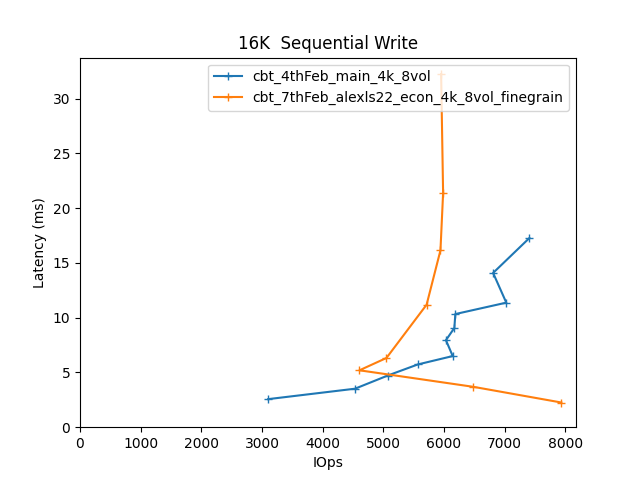 16K  Sequential Write
cbt_4thFeb_main_4k_8vol
cbt_7thFeb_alexls22_econ_4k_8vol_finegrain
Latency (ms)
30
25
20
15
10
5
0
0 1000 2000 3000 4000 5000 6000 7000 8000
IOps